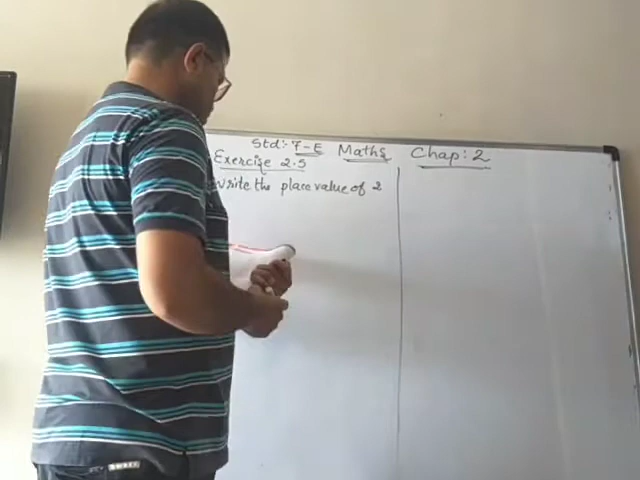 Std:- 7-E Maths Chap: 2
Exercise 2.5
Write the place value of 2